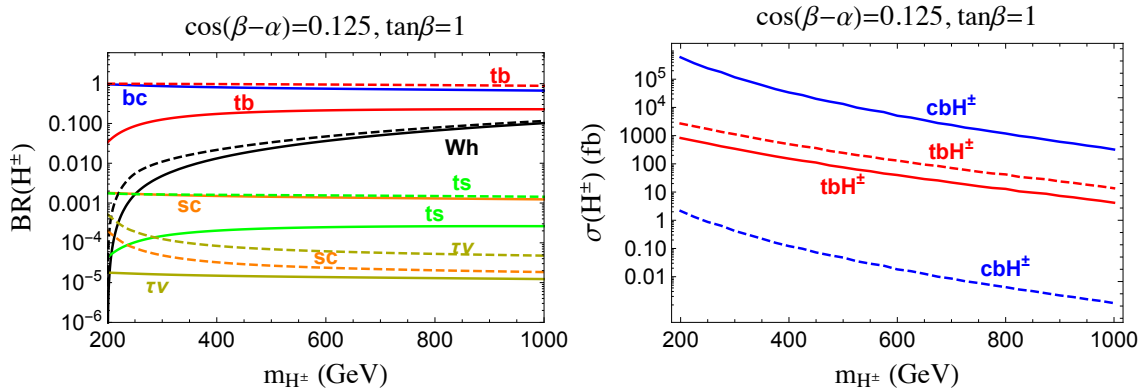 cos(β−α)=0.125, tanβ=1
BR(H±)
1
0.100
0.010
0.001
10⁻⁴
10⁻⁵
10⁻⁶
tb
bc
tb
Wh
ts
sc
ts
τν
sc
τν
200 400 600 800 1000
mH± (GeV)
cos(β−α)=0.125, tanβ=1
σ(H±) (fb)
10⁵
10⁴
1000
100
10
1
0.10
0.01
cbH±
tbH±
tbH±
cbH±
200 400 600 800 1000
mH± (GeV)